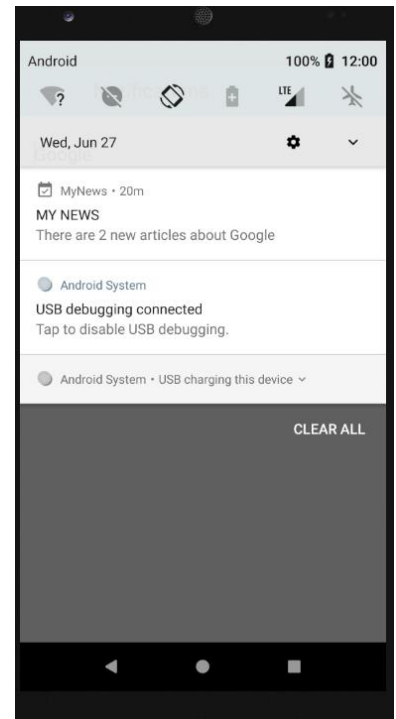 Android 100% 12:00
? LTE
Wed, Jun 27
Google
MyNews • 20m
MY NEWS
There are 2 new articles about Google
Android System
USB debugging connected
Tap to disable USB debugging.
Android System • USB charging this device
CLEAR ALL